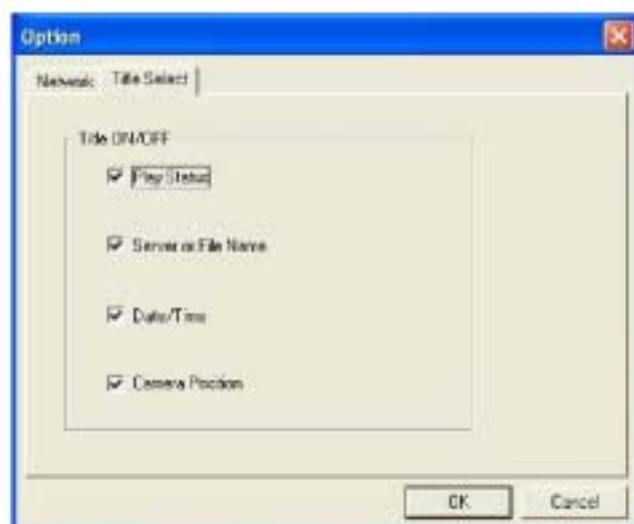 Option
Network Title Select
Title ON/OFF
Play Status
Server or File Name
Date/Time
Camera Position
OK Cancel